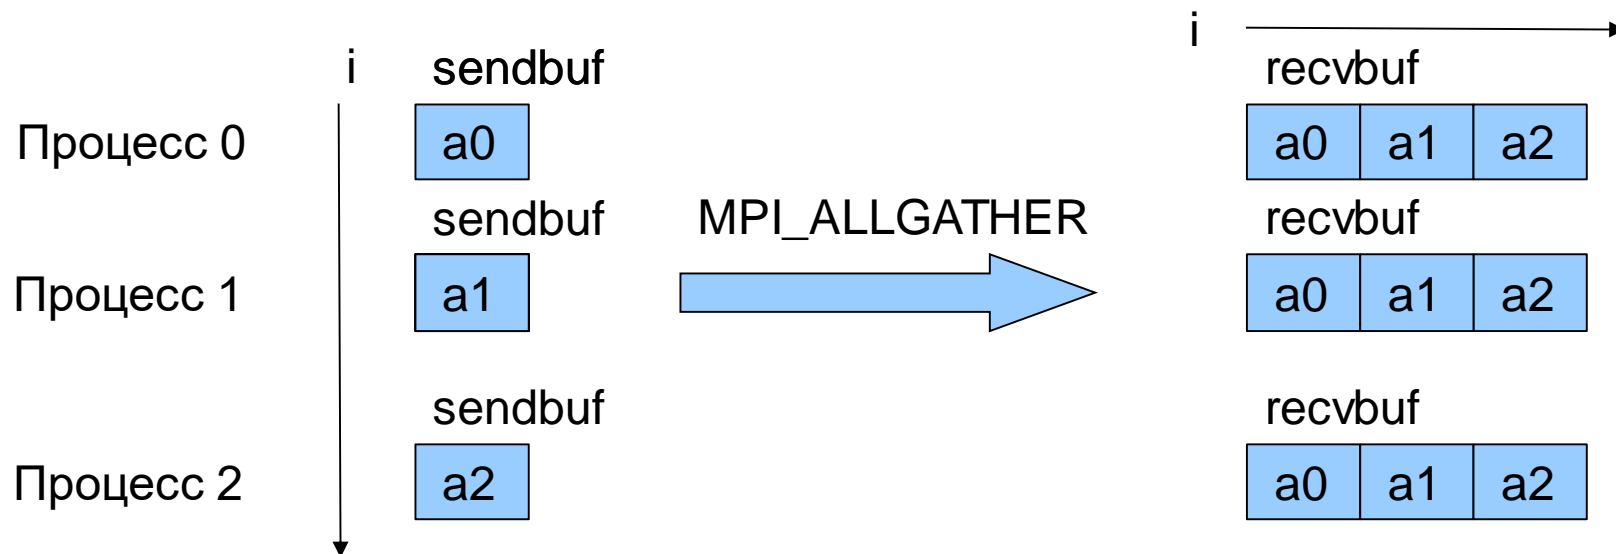 i
i sendbuf recvbuf
Процесс 0 a0 a0 a1 a2
sendbuf MPI_ALLGATHER recvbuf
Процесс 1 a1 a0 a1 a2
sendbuf recvbuf
Процесс 2 a2 a0 a1 a2